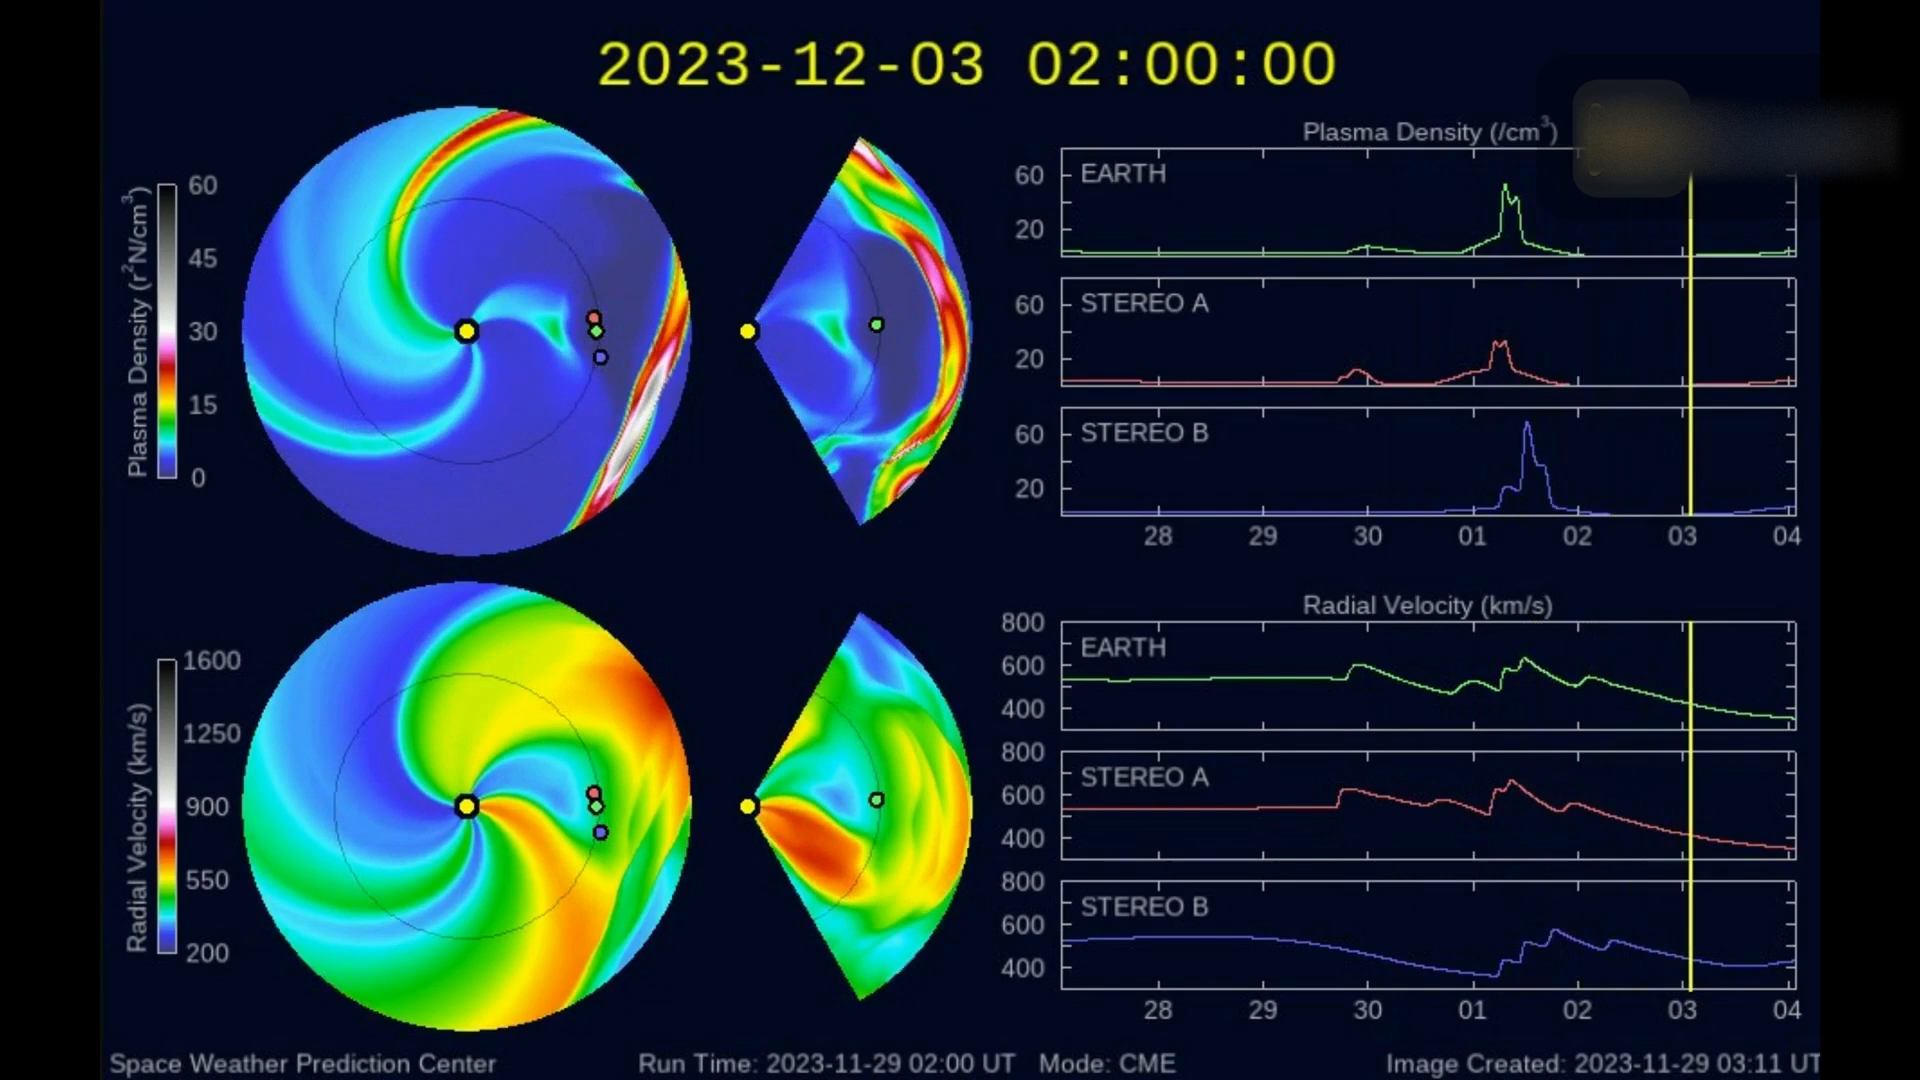 2023-12-03 02:00:00
Plasma Density (r²N/cm³)
60
45
30
15
0
Plasma Density (/cm³)
EARTH
60
20
STEREO A
60
20
STEREO B
60
20
28 29 30 01 02 03 04
Radial Velocity (km/s)
1600
1250
900
550
200
Radial Velocity (km/s)
800
EARTH
600
400
800
STEREO A
600
400
800
STEREO B
600
400
28 29 30 01 02 03 04
Space Weather Prediction Center Run Time: 2023-11-29 02:00 UT Mode: CME Image Created: 2023-11-29 03:11 UT